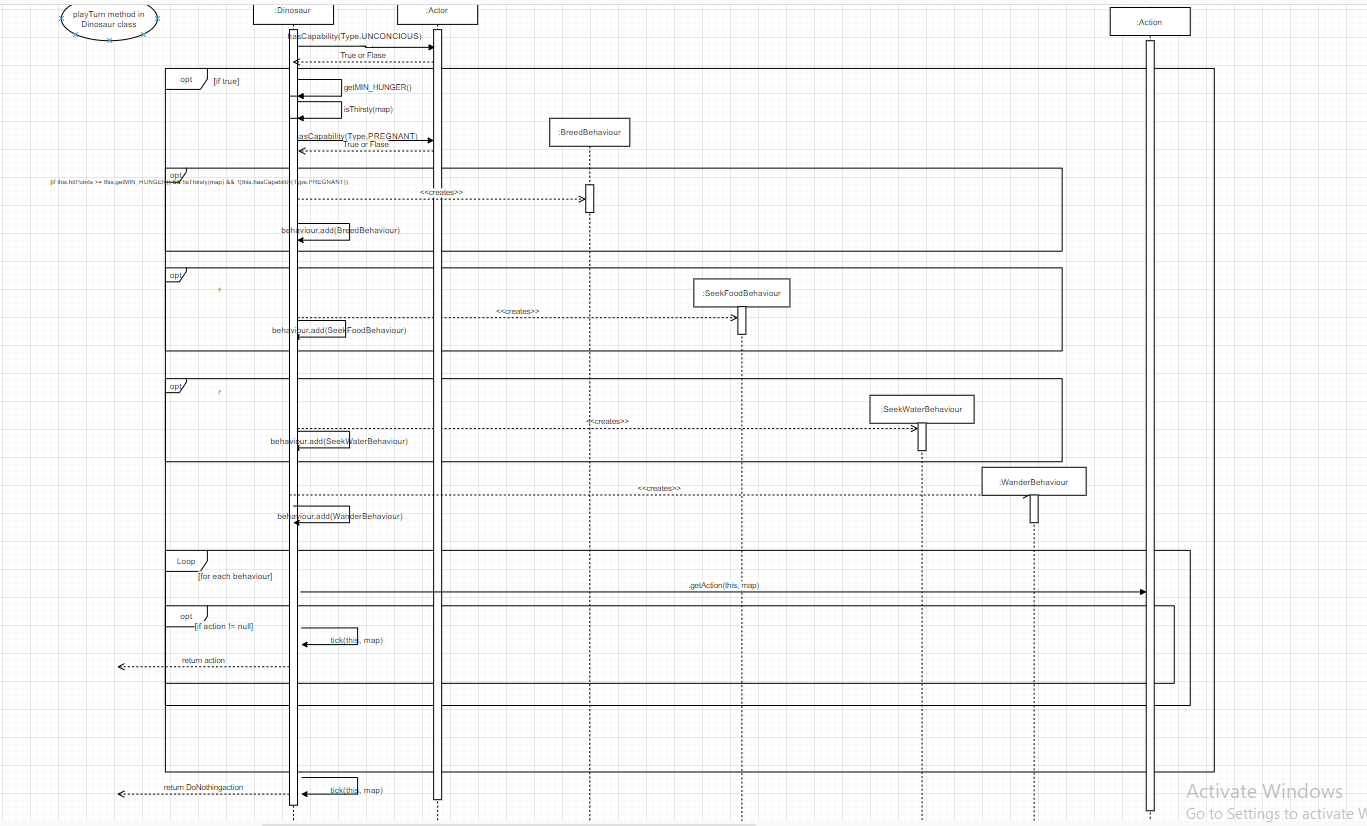 playTurn method in
Dinosaur class
:Dinosaur
:Actor
:Action
hasCapability(Type.UNCONCIOUS)
True or Flase
opt
[if true]
getMIN_HUNGER()
isThirsty(map)
hasCapability(Type.PREGNANT)
True or Flase
:BreedBehaviour
opt
[if this.hitPoints >= this.getMIN_HUNGER() && !isThirsty(map) && !(this.hasCapability(Type.PREGNANT))
<<creates>>
behaviour.add(BreedBehaviour)
opt
:SeekFoodBehaviour
<<creates>>
behaviour.add(SeekFoodBehaviour)
opt
:SeekWaterBehaviour
<<creates>>
behaviour.add(SeekWaterBehaviour)
:WanderBehaviour
<<creates>>
behaviour.add(WanderBehaviour)
Loop
[for each behaviour]
.getAction(this, map)
opt
[if action != null]
tick(this, map)
return action
return DoNothingaction
tick(this, map)
Activate Windows
Go to Settings to activate W